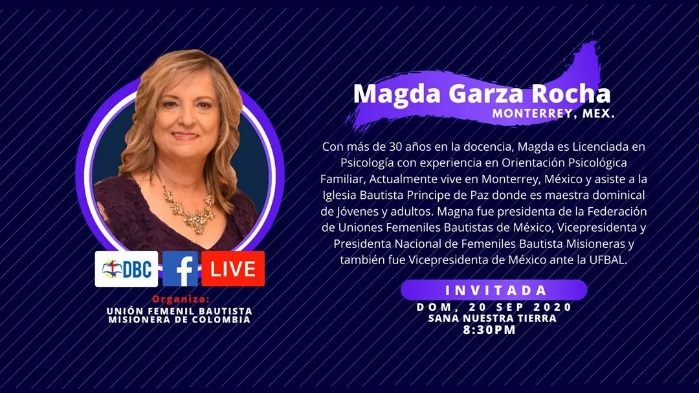 Magda Garza Rocha
MONTERREY, MEX.
Con más de 30 años en la docencia, Magda es Licenciada en
Psicología con experiencia en Orientación Psicológica
Familiar, Actualmente vive en Monterrey, México y asiste a la
Iglesia Bautista Principe de Paz donde es maestra dominical
de Jóvenes y adultos. Magna fue presidenta de la Federación
de Uniones Femeniles Bautistas de México, Vicepresidenta y
Presidenta Nacional de Femeniles Bautista Misioneras y
también fue Vicepresidenta de México ante la UFBAL.
INVITADA
DOM, 20 SEP 2020
SANA NUESTRA TIERRA
8:30PM
DBC f LIVE
Organiza:
UNIÓN FEMENIL BAUTISTA
MISIONERA DE COLOMBIA